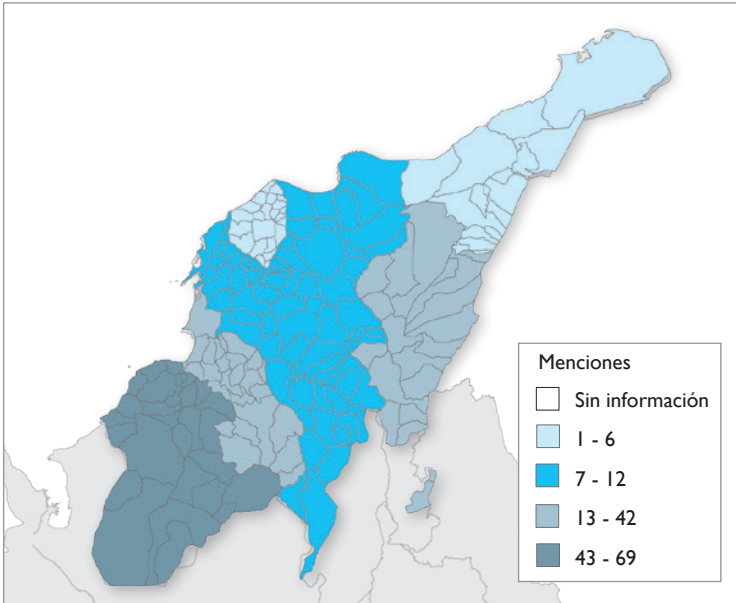 Menciones
Sin información
1 - 6
7 - 12
13 - 42
43 - 69